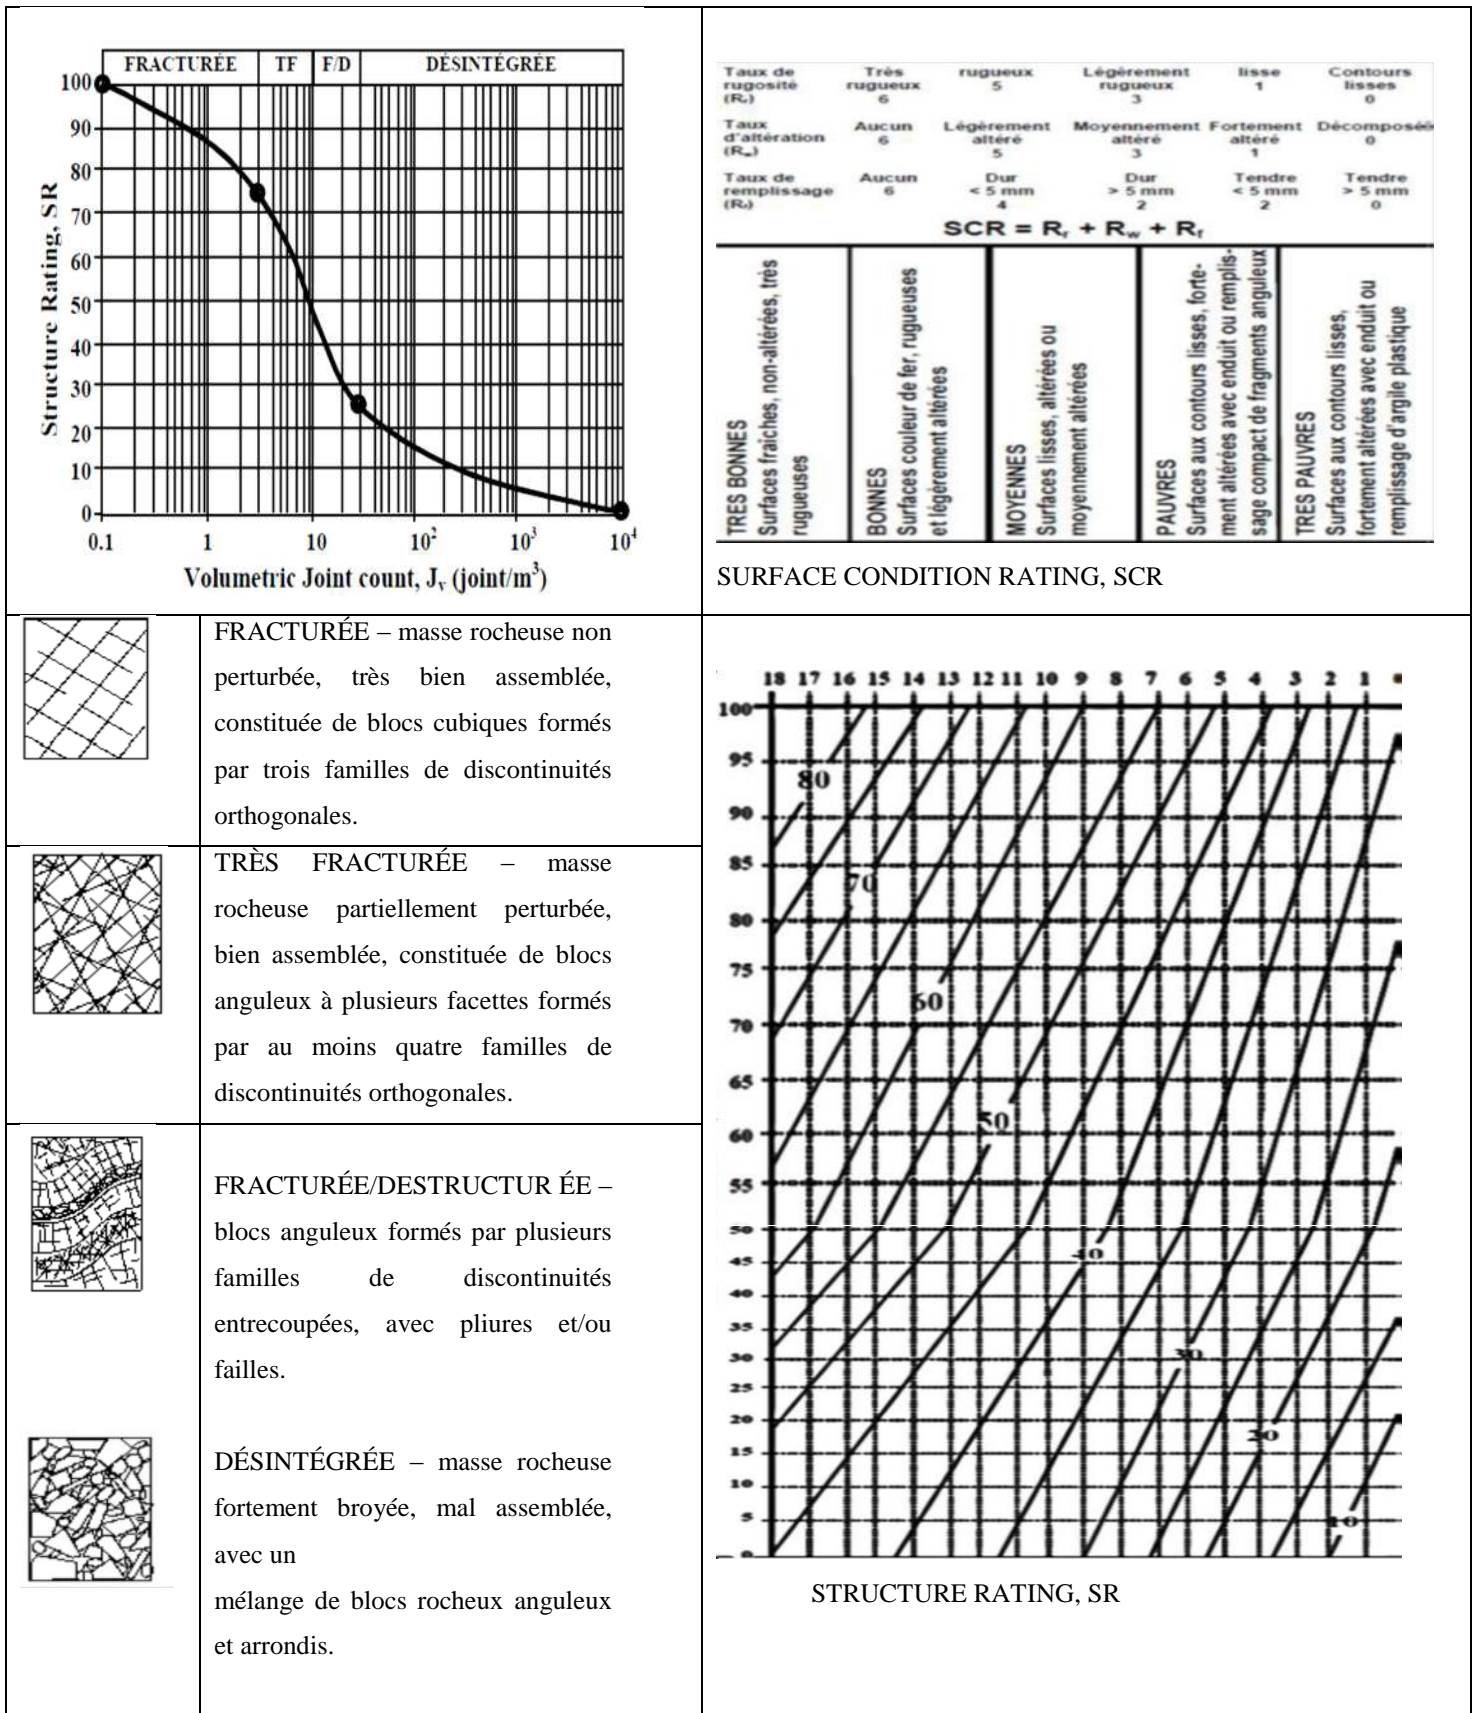 FRACTURÉE TF F/D DÉSINTÉGRÉE
100
90
80
70
60
50
40
30
20
10
0
Structure Rating, SR
0.1 1 10 10² 10³ 10⁴
Volumetric Joint count, Jᵥ (joint/m³)
Taux de rugosité (Rᵣ) Très rugueux 6 rugueux 5 Légèrement rugueux 3 lisse 1 Contours lisses 0
Taux d'altération Aucun 6 Légèrement altéré 5 Moyennement altéré 3 Fortement altéré 1 Décomposée 0
Taux de remplissage Aucun 6 Dur < 5 mm 4 Dur > 5 mm 2 Tendre < 5 mm 2 Tendre > 5 mm 0
SCR = Rᵣ + R𝓌 + Rᵣ
TRES BONNES
Surfaces fraiches, non-altérées, très
rugueuses
BONNES
Surfaces couleur de fer, rugueuses
et légèrement altérées
MOYENNES
Surfaces lisses, altérées ou
moyennement altérées
PAUVRES
Surfaces aux contours lisses, forte-
ment altérées avec enduit ou remplis-
sage compact de fragments anguleux
TRES PAUVRES
Surfaces aux contours lisses,
fortement altérées avec enduit ou
remplissage d'argile plastique
SURFACE CONDITION RATING, SCR
FRACTURÉE – masse rocheuse non
perturbée, très bien assemblée,
constituée de blocs cubiques formés
par trois familles de discontinuités
orthogonales.
TRÈS FRACTURÉE – masse
rocheuse partiellement perturbée,
bien assemblée, constituée de blocs
anguleux à plusieurs facettes formés
par au moins quatre familles de
discontinuités orthogonales.
FRACTURÉE/DESTRUCTUR ÉE –
blocs anguleux formés par plusieurs
familles de discontinuités
entrecoupées, avec pliures et/ou
failles.
DÉSINTÉGRÉE – masse rocheuse
fortement broyée, mal assemblée,
avec un
mélange de blocs rocheux anguleux
et arrondis.
18 17 16 15 14 13 12 11 10 9 8 7 6 5 4 3 2 1
100
95
90
85
80
75
70
65
60
55
50
45
40
35
30
25
20
15
10
5
0
80
70
60
50
40
30
20
10
STRUCTURE RATING, SR